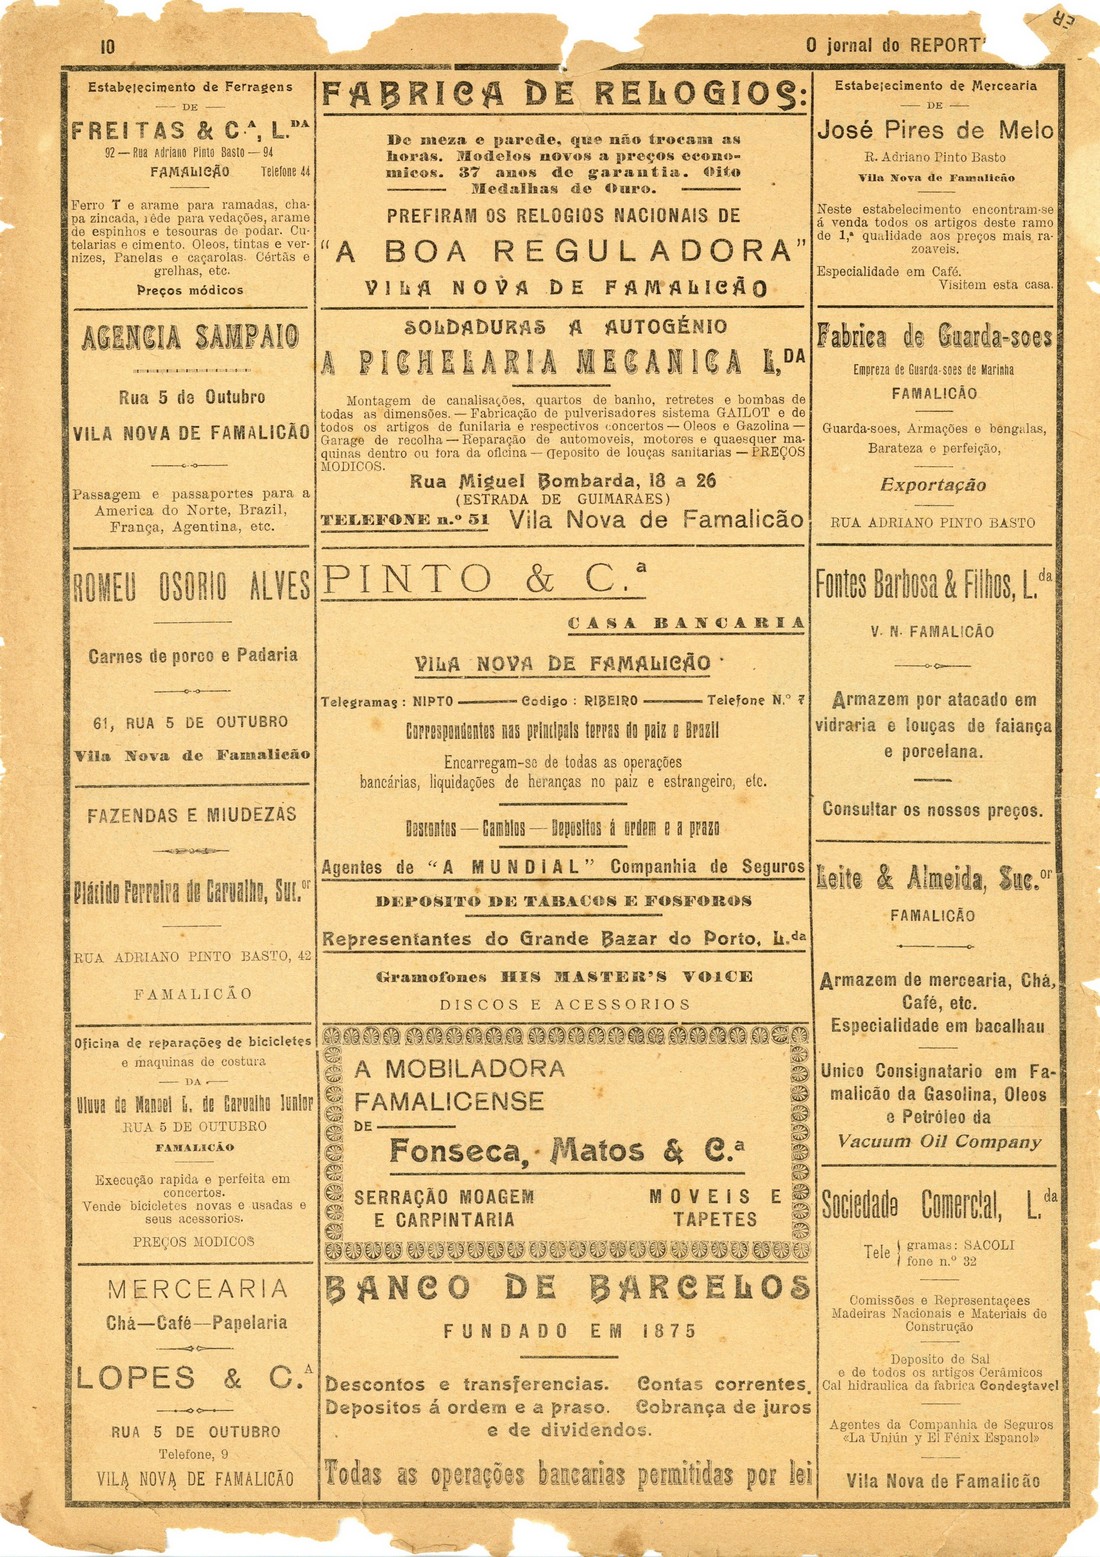 10
O jornal do REPORT
Estabelecimento de Ferragens
— DE —
FREITAS & C.ª, L.DA
92 — Rua Adriano Pinto Basto — 94
FAMALICÃO Telefone 44
Ferro T e arame para ramadas, cha-
pa zincada, rêde para vedações, arame
de espinhos e tesouras de podar. Cu-
telarias e cimento. Oleos, tintas e ver-
nizes, Panelas e caçarolas. Cértãs e
grelhas, etc.
Preços módicos
AGENCIA SAMPAIO
Rua 5 de Outubro
VILA NOVA DE FAMALICÃO
Passagem e passaportes para a
America do Norte, Brazil,
França, Agentina, etc.
ROMEU OSORIO ALVES
Carnes de porco e Padaria
61, RUA 5 DE OUTUBRO
Vila Nova de Famalicão
FAZENDAS E MIUDEZAS
Plácido Ferreira de Carvalho, Suc.or
RUA ADRIANO PINTO BASTO, 42
FAMALICÃO
Oficina de reparações de bicicletes
e maquinas de costura
— DA —
Viuva de Manoel L. de Carvalho Junior
RUA 5 DE OUTUBRO
FAMALICÃO
Execução rapida e perfeita em
concertos.
Vende bicicletes novas e usadas e
seus acessorios.
PREÇOS MODICOS
MERCEARIA
Chá—Café—Papelaria
LOPES & C.A
RUA 5 DE OUTUBRO
Telefone, 9
VILA NOVA DE FAMALICÃO
FABRICA DE RELOGIOS:
De meza e parede, que não trocam as
horas. Modelos novos a preços econo-
micos. 37 anos de garantia. Oito
Medalhas de Ouro.
PREFIRAM OS RELOGIOS NACIONAIS DE
"A BOA REGULADORA"
VILA NOVA DE FAMALICÃO
SOLDADURAS A AUTOGÉNIO
A PICHELARIA MECANICA L,DA
Montagem de canalisações, quartos de banho, retretes e bombas de
todas as dimensões. — Fabricação de pulverisadores sistema GAILOT e de
todos os artigos de funilaria e respectivos concertos — Oleos e Gazolina —
Garage de recolha — Reparação de automoveis, motores e quaesquer ma-
quinas dentro ou fora da oficina — deposito de louças sanitarias — PREÇOS
MODICOS.
Rua Miguel Bombarda, 18 a 26
(ESTRADA DE GUIMARAES)
TELEFONE n.º 51 Vila Nova de Famalicão
PINTO & C.ª
CASA BANCARIA
VILA NOVA DE FAMALICÃO
Telegramas: NIPTO — Codigo: RIBEIRO — Telefone N.º 7
Correspondentes nas principais terras do paiz e Brazil
Encarregam-se de todas as operações
bancárias, liquidações de heranças no paiz e estrangeiro, etc.
Descontos — Cambios — Depositos á ordem e a prazo
Agentes de "A MUNDIAL" Companhia de Seguros
DEPOSITO DE TABACOS E FOSFOROS
Representantes do Grande Bazar do Porto, L.da
Gramofones HIS MASTER'S VOICE
DISCOS E ACESSORIOS
A MOBILADORA
FAMALICENSE
DE
Fonseca, Matos & C.ª
SERRAÇÃO MOAGEM
E CARPINTARIA
MOVEIS E
TAPETES
BANCO DE BARCELOS
FUNDADO EM 1875
Descontos e transferencias. Contas correntes.
Depositos á ordem e a praso. Cobrança de juros
e de dividendos.
Todas as operações bancarias permitidas por lei
Estabelecimento de Mercearia
— DE —
José Pires de Melo
R. Adriano Pinto Basto
Vila Nova de Famalicão
Neste estabelecimento encontram-se
á venda todos os artigos deste ramo
de 1,ª qualidade aos preços mais ra-
zoaveis.
Especialidade em Café.
Visitem esta casa.
Fabrica de Guarda-soes
Empreza de Guarda-soes de Marinha
FAMALICÃO
Guarda-soes, Armações e bengalas,
Barateza e perfeição,
Exportação
RUA ADRIANO PINTO BASTO
Fontes Barbosa & Filhos, L.da
V. N. FAMALICÃO
Armazem por atacado em
vidraria e louças de faiança
e porcelana.
Consultar os nossos preços.
Leite & Almeida, Suc.or
FAMALICÃO
Armazem de mercearia, Chá,
Café, etc.
Especialidade em bacalhau
Unico Consignatario em Fa-
malicão da Gasolina, Oleos
e Petróleo da
Vacuum Oil Company
Sociedade Comercial, L.da
Tele gramas: SACOLI
fone n.º 32
Comissões e Representaçees
Madeiras Nacionais e Materiais de
Construção
Deposito de Sal
e de todos os artigos Cerâmicos
Cal hidraulica da fabrica Condestavel
Agentes da Companhia de Seguros
«La Uniún y El Fénix Espanol»
Vila Nova de Famalicão